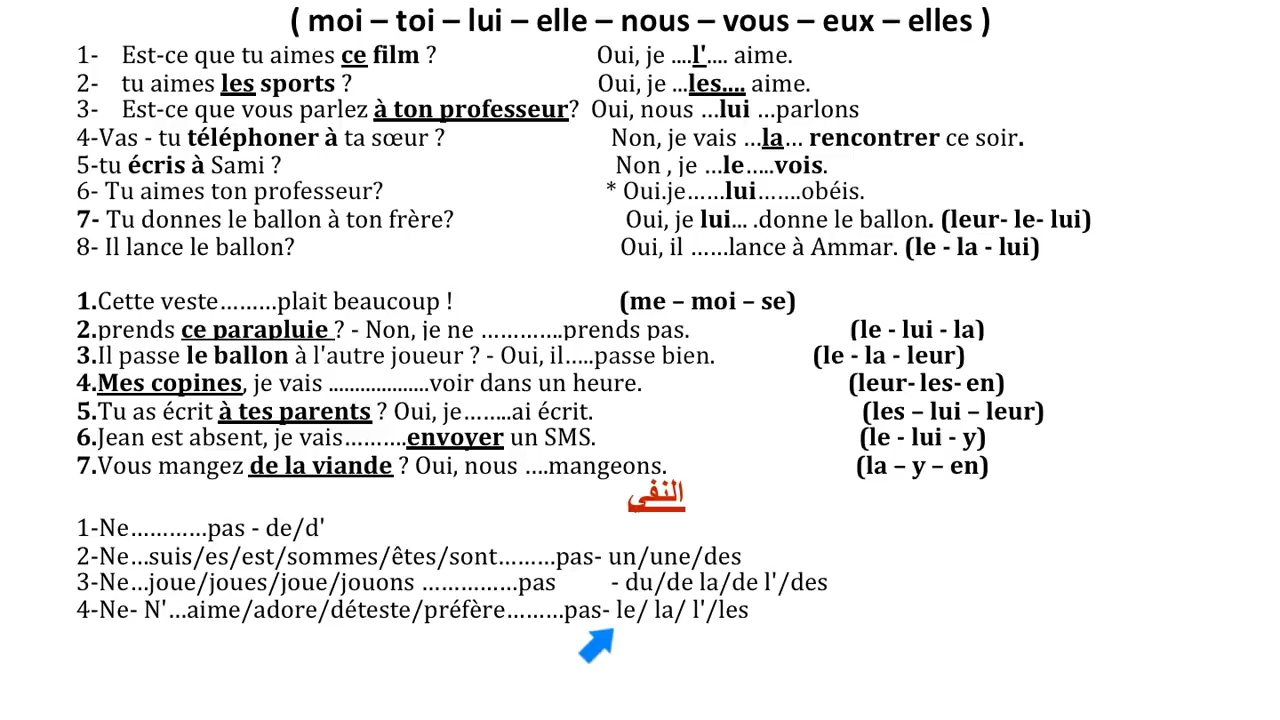 ( moi – toi – lui – elle – nous – vous – eux – elles )
1- Est-ce que tu aimes ce film ? Oui, je ....l'.... aime.
2- tu aimes les sports ? Oui, je ...les.... aime.
3- Est-ce que vous parlez à ton professeur? Oui, nous ...lui ...parlons
4-Vas - tu téléphoner à ta sœur ? Non, je vais ...la... rencontrer ce soir.
5-tu écris à Sami ? Non , je ...le.…..vois.
6- Tu aimes ton professeur? * Oui.je……lui…….obéis.
7- Tu donnes le ballon à ton frère? Oui, je lui... .donne le ballon. (leur- le- lui)
8- Il lance le ballon? Oui, il ……lance à Ammar. (le - la - lui)
1.Cette veste………plait beaucoup ! (me – moi – se)
2.prends ce parapluie ? - Non, je ne ………….prends pas. (le - lui - la)
3.Il passe le ballon à l'autre joueur ? - Oui, il…..passe bien. (le - la - leur)
4.Mes copines, je vais ...................voir dans un heure. (leur- les- en)
5.Tu as écrit à tes parents ? Oui, je……..ai écrit. (les – lui – leur)
6.Jean est absent, je vais……….envoyer un SMS. (le - lui - y)
7.Vous mangez de la viande ? Oui, nous ….mangeons. (la – y – en)
النفي
1-Ne…………pas - de/d'
2-Ne…suis/es/est/sommes/êtes/sont………pas- un/une/des
3-Ne…joue/joues/joue/jouons ……………pas - du/de la/de l'/des
4-Ne- N'…aime/adore/déteste/préfère………pas- le/ la/ l'/les